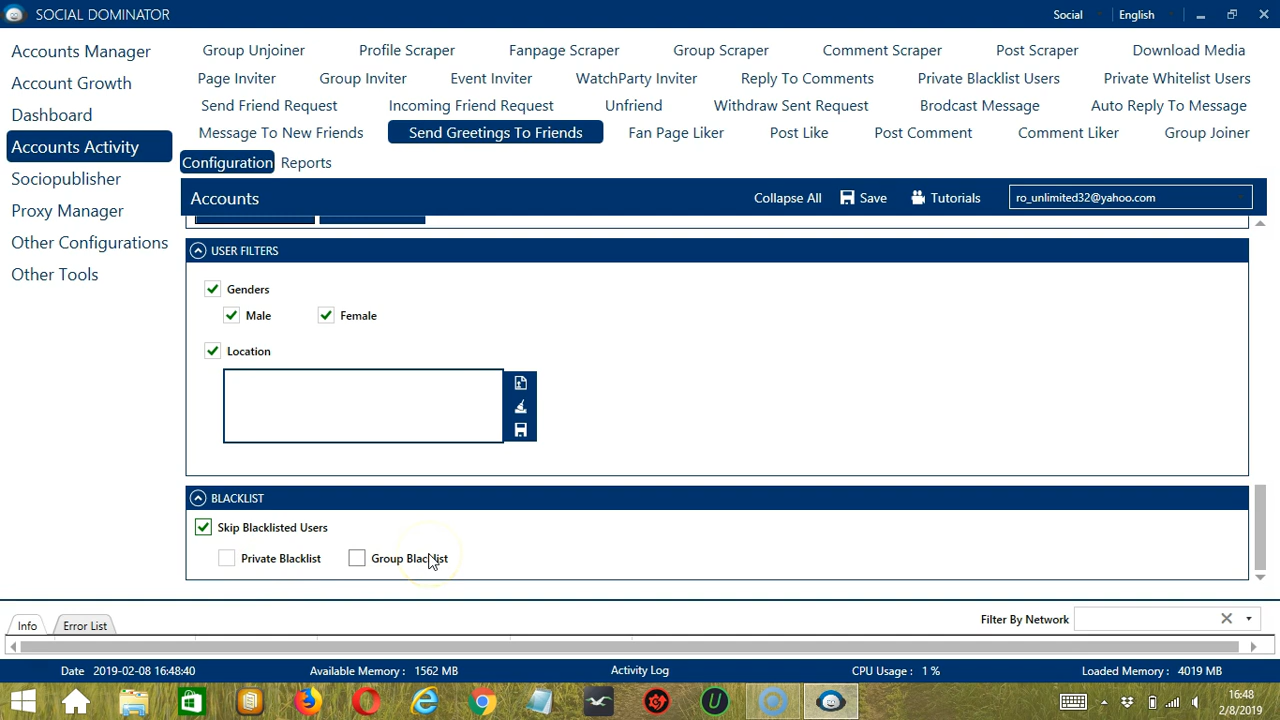 SOCIAL DOMINATOR
Social
English
Accounts Manager
Account Growth
Dashboard
Accounts Activity
Sociopublisher
Proxy Manager
Other Configurations
Other Tools
Group Unjoiner Profile Scraper Fanpage Scraper Group Scraper Comment Scraper Post Scraper Download Media
Page Inviter Group Inviter Event Inviter WatchParty Inviter Reply To Comments Private Blacklist Users Private Whitelist Users
Send Friend Request Incoming Friend Request Unfriend Withdraw Sent Request Brodcast Message Auto Reply To Message
Message To New Friends Send Greetings To Friends Fan Page Liker Post Like Post Comment Comment Liker Group Joiner
Configuration Reports
Accounts Collapse All Save Tutorials ro_unlimited32@yahoo.com
USER FILTERS
Genders
Male Female
Location
BLACKLIST
Skip Blacklisted Users
Private Blacklist Group Blacklist
Info Error List Filter By Network
Date 2019-02-08 16:48:40 Available Memory : 1562 MB Activity Log CPU Usage : 1 % Loaded Memory : 4019 MB
16:48
2/8/2019